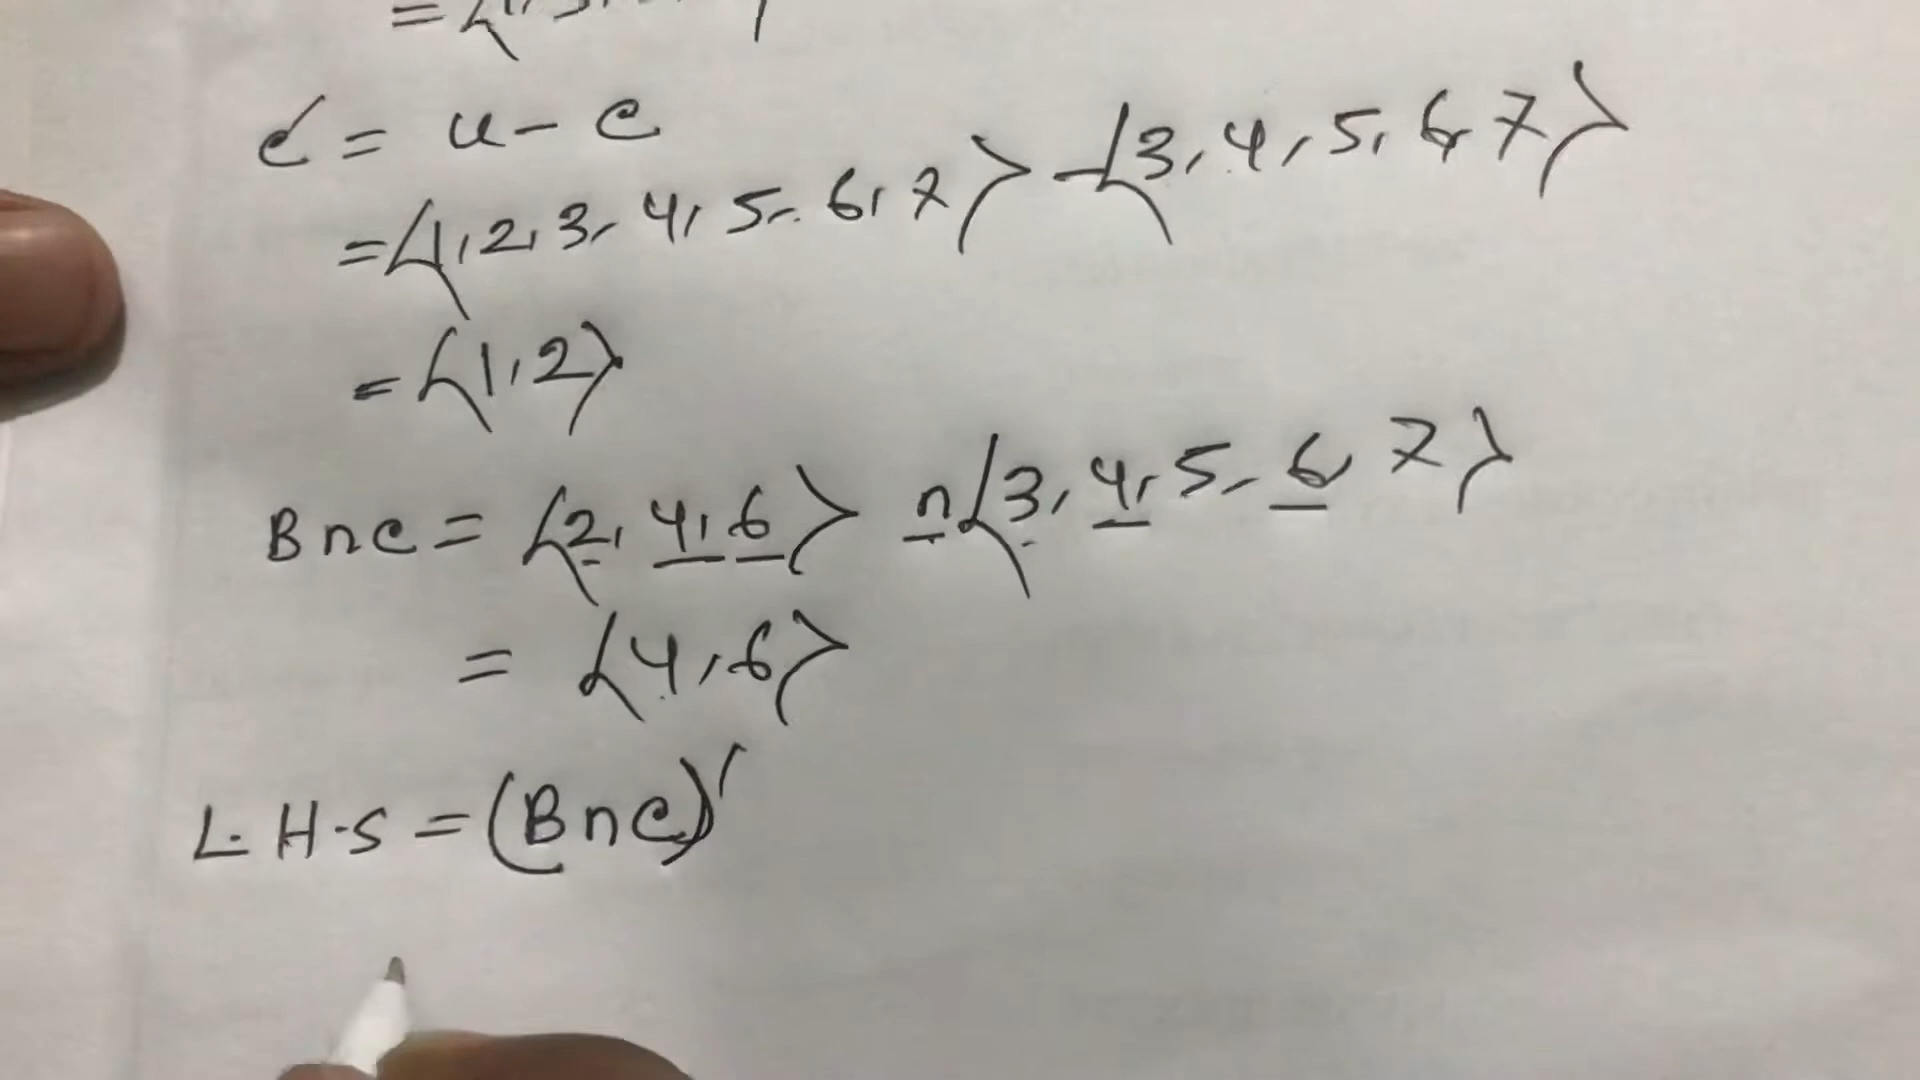 c' = u - c
= {1, 2, 3, 4, 5, 6, 7} - {3, 4, 5, 6, 7}
= {1, 2}
B n c = {2, 4, 6} n {3, 4, 5, 6, 7}
= {4, 6}
L.H.S = (B n c)'